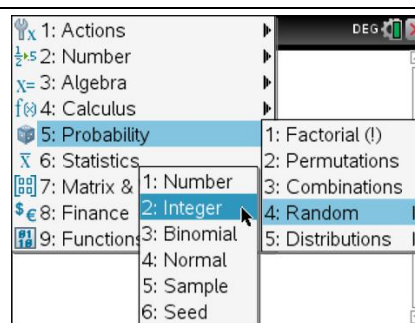 1: Actions
DEG
2: Number
3: Algebra
4: Calculus
5: Probability
1: Factorial (!)
6: Statistics
2: Permutations
7: Matrix &
1: Number
3: Combinations
8: Finance
2: Integer
4: Random
9: Functions
3: Binomial
5: Distributions
4: Normal
5: Sample
6: Seed